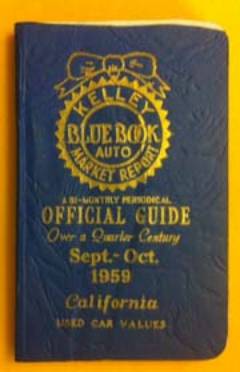 KELLEY
BLUE BOOK
AUTO
MARKET REPORT
A BI-MONTHLY PERIODICAL
OFFICIAL GUIDE
Over a Quarter Century
Sept.- Oct.
1959
California
USED CAR VALUES